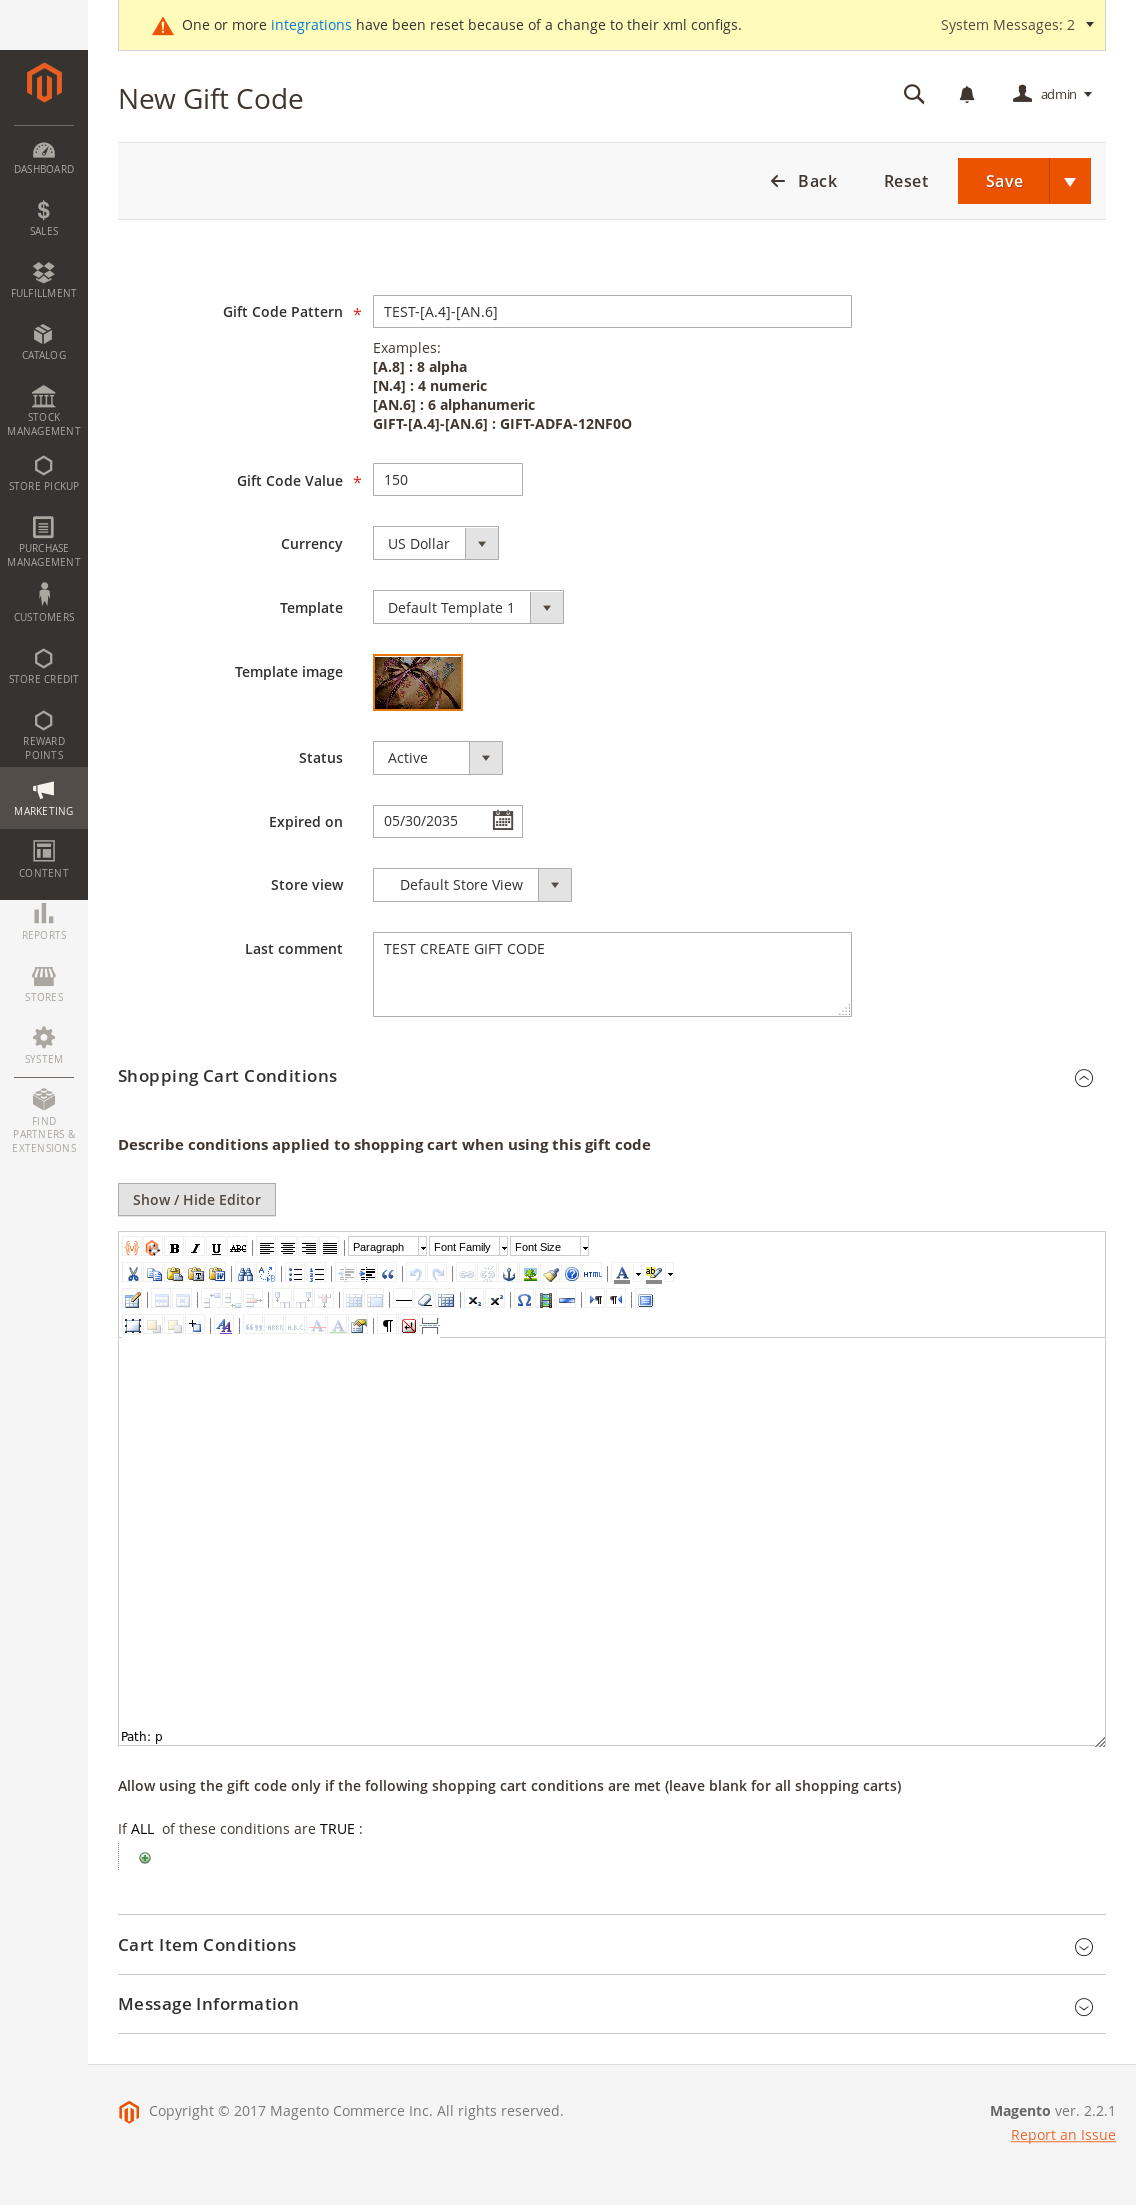 One or more integrations have been reset because of a change to their xml configs.
System Messages: 2
New Gift Code
admin
Back
Reset
Save
DASHBOARD
SALES
FULFILLMENT
CATALOG
STOCK
MANAGEMENT
STORE PICKUP
PURCHASE
MANAGEMENT
CUSTOMERS
STORE CREDIT
REWARD
POINTS
MARKETING
CONTENT
REPORTS
STORES
SYSTEM
FIND
PARTNERS &
EXTENSIONS
Gift Code Pattern * TEST-[A.4]-[AN.6]
Examples:
[A.8] : 8 alpha
[N.4] : 4 numeric
[AN.6] : 6 alphanumeric
GIFT-[A.4]-[AN.6] : GIFT-ADFA-12NF0O
Gift Code Value * 150
Currency US Dollar
Template Default Template 1
Template image
Status Active
Expired on 05/30/2035
Store view Default Store View
Last comment TEST CREATE GIFT CODE
Shopping Cart Conditions
Describe conditions applied to shopping cart when using this gift code
Show / Hide Editor
B I U ABC Paragraph Font Family Font Size
HTML A ab
Path: p
Allow using the gift code only if the following shopping cart conditions are met (leave blank for all shopping carts)
If ALL of these conditions are TRUE :
Cart Item Conditions
Message Information
Copyright © 2017 Magento Commerce Inc. All rights reserved.
Magento ver. 2.2.1
Report an Issue